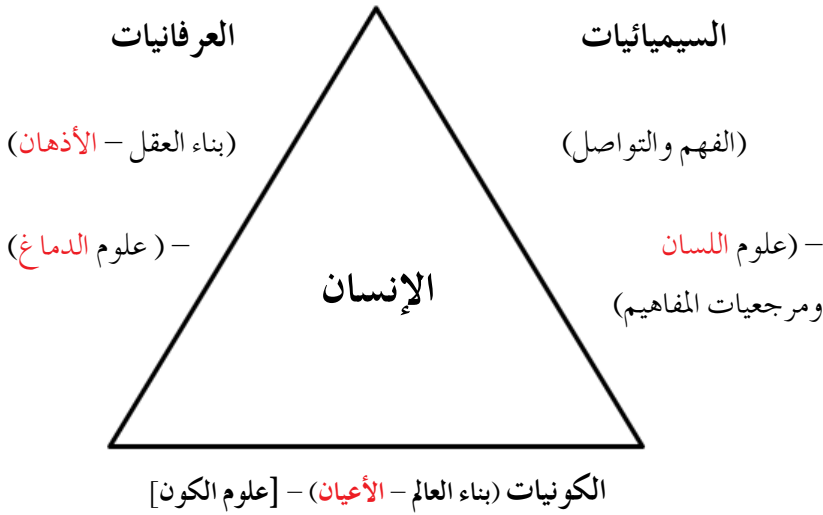 السيميائيات
العرفانيات
(الفهم والتواصل)
(بناء العقل – الأذهان)
– (علوم اللسان
ومرجعيات المفاهيم)
– ( علوم الدماغ)
الإنسان
الكونيات (بناء العالم – الأعيان) – [علوم الكون]